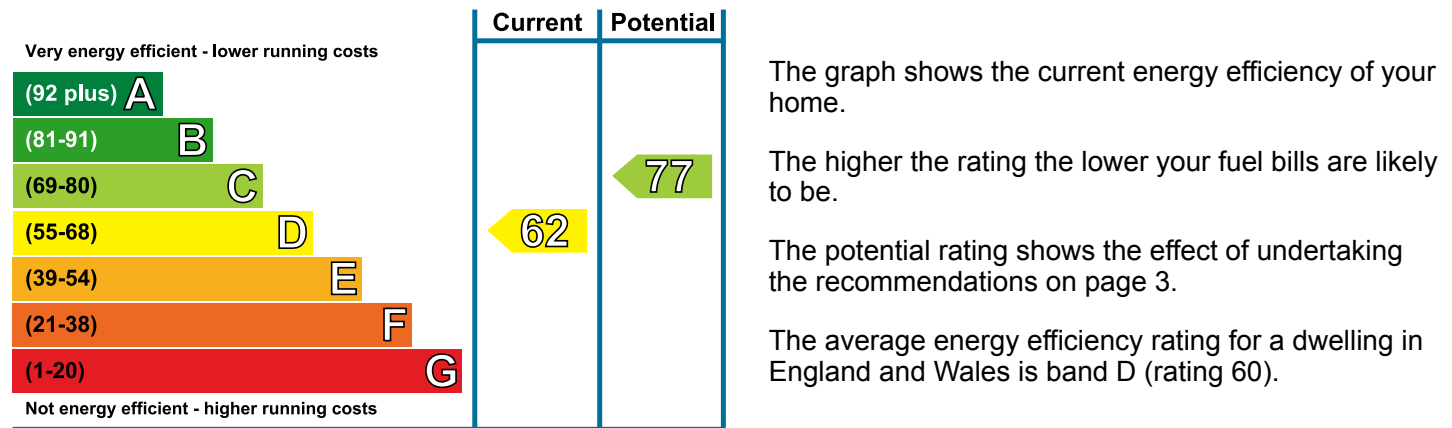 Current Potential
Very energy efficient - lower running costs
(92 plus) A
(81-91) B
(69-80) C
77
(55-68) D
62
(39-54) E
(21-38) F
(1-20) G
Not energy efficient - higher running costs
The graph shows the current energy efficiency of your
home.
The higher the rating the lower your fuel bills are likely
to be.
The potential rating shows the effect of undertaking
the recommendations on page 3.
The average energy efficiency rating for a dwelling in
England and Wales is band D (rating 60).